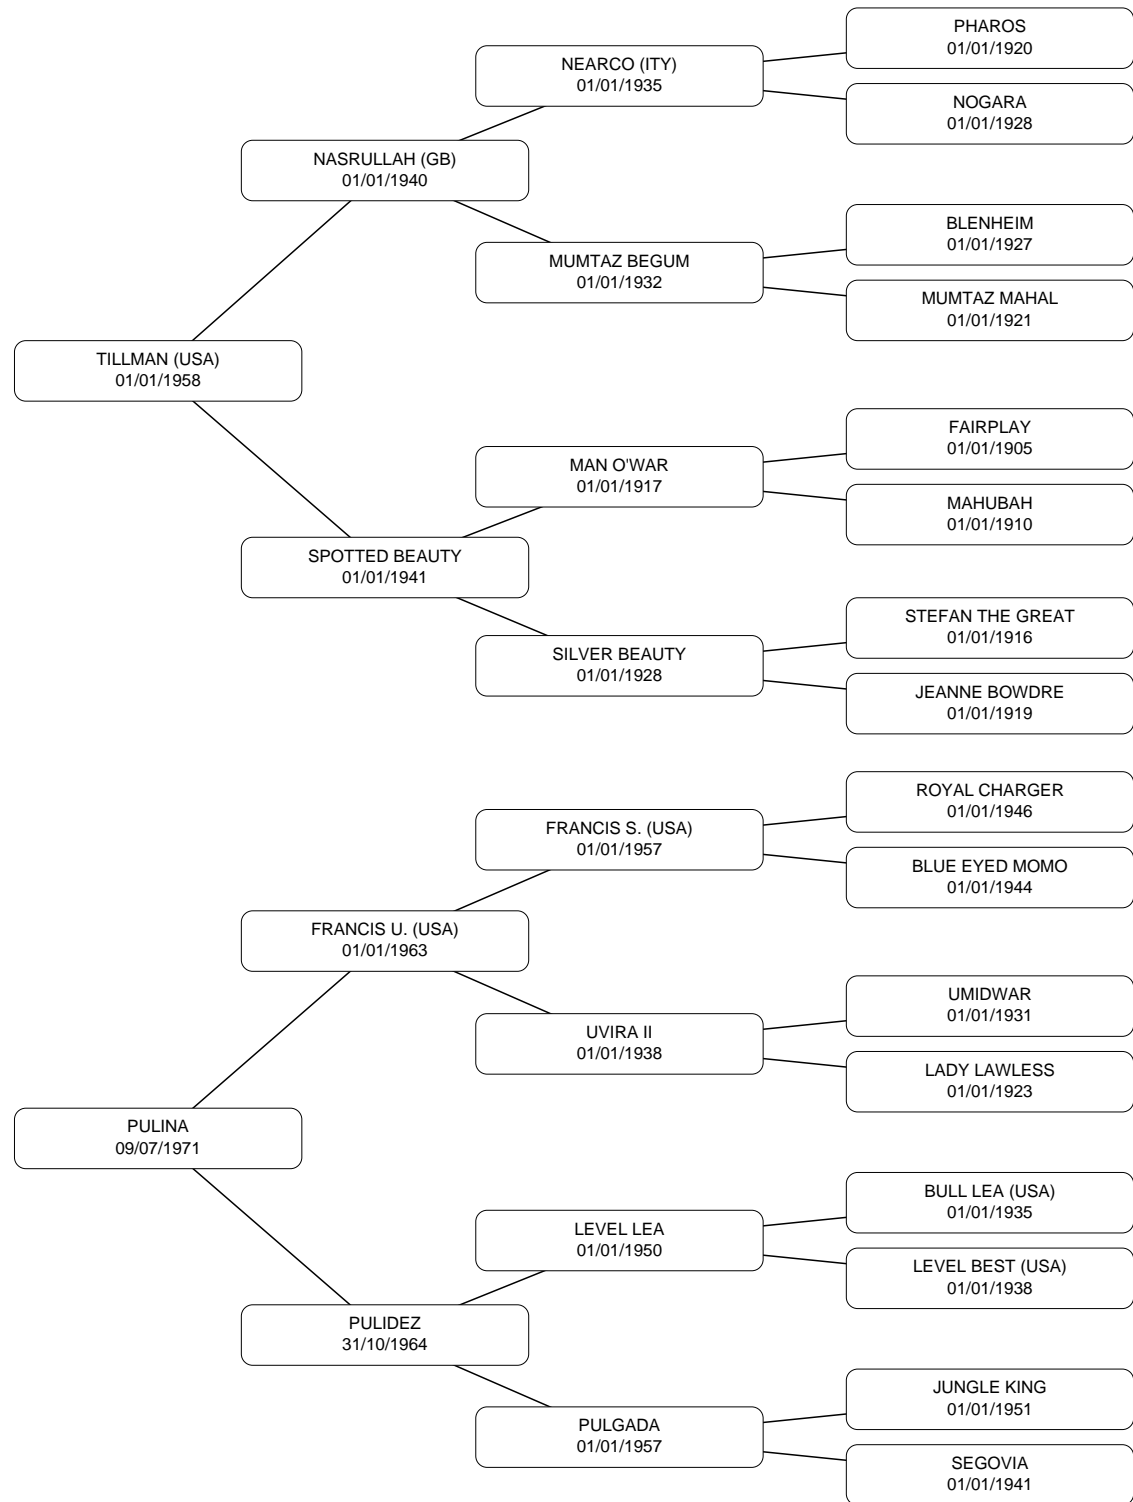 PHAROS
01/01/1920
NEARCO (ITY)
01/01/1935
NOGARA
01/01/1928
NASRULLAH (GB)
01/01/1940
BLENHEIM
01/01/1927
MUMTAZ BEGUM
01/01/1932
MUMTAZ MAHAL
01/01/1921
TILLMAN (USA)
01/01/1958
FAIRPLAY
01/01/1905
MAN O'WAR
01/01/1917
MAHUBAH
01/01/1910
SPOTTED BEAUTY
01/01/1941
STEFAN THE GREAT
01/01/1916
SILVER BEAUTY
01/01/1928
JEANNE BOWDRE
01/01/1919
ROYAL CHARGER
01/01/1946
FRANCIS S. (USA)
01/01/1957
BLUE EYED MOMO
01/01/1944
FRANCIS U. (USA)
01/01/1963
UMIDWAR
01/01/1931
UVIRA II
01/01/1938
LADY LAWLESS
01/01/1923
PULINA
09/07/1971
BULL LEA (USA)
01/01/1935
LEVEL LEA
01/01/1950
LEVEL BEST (USA)
01/01/1938
PULIDEZ
31/10/1964
JUNGLE KING
01/01/1951
PULGADA
01/01/1957
SEGOVIA
01/01/1941